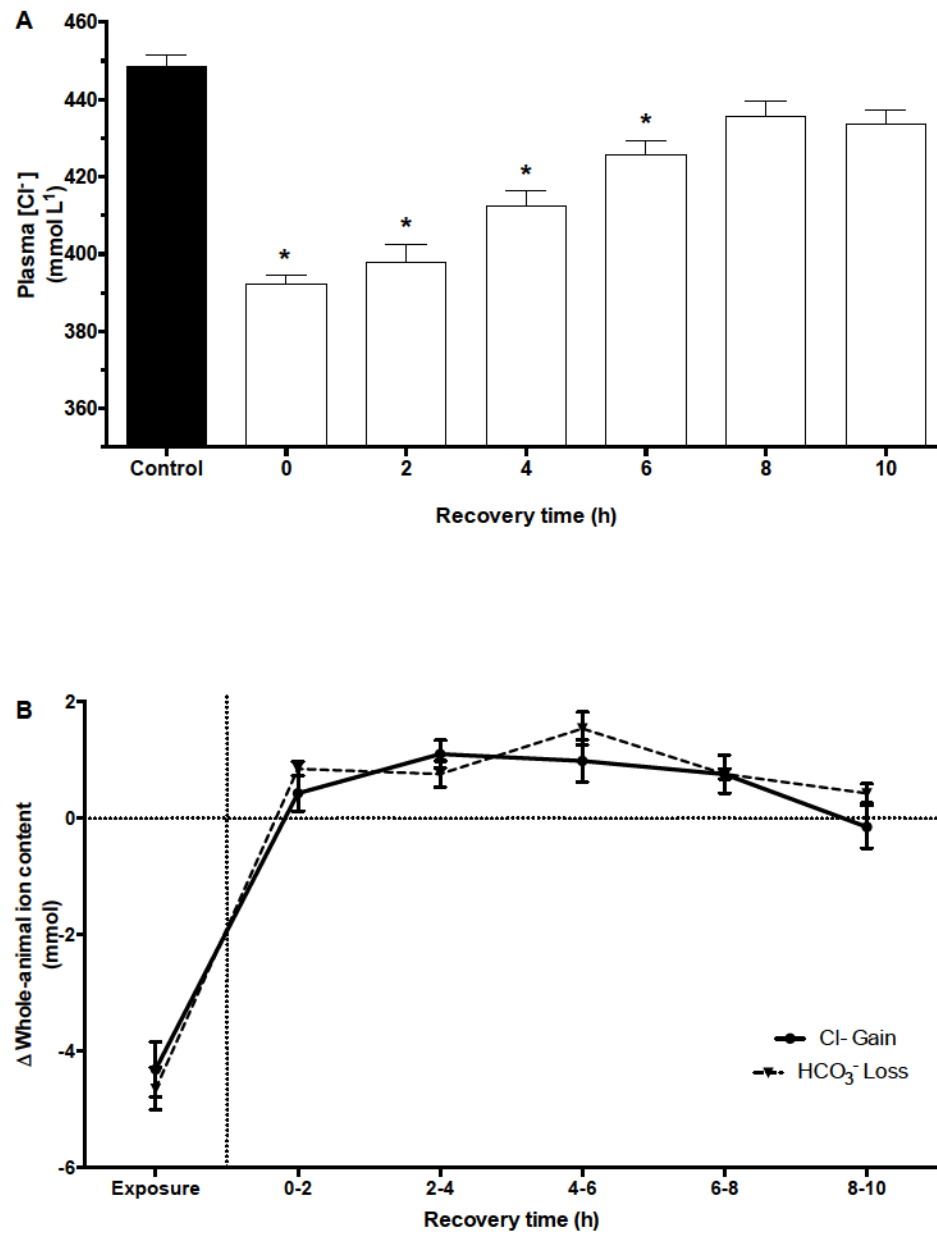 A
460
440
420
400
380
360
Plasma [Cl-]
(mmol L1)
*
*
*
*
Control
0
2
4
6
8
10
Recovery time (h)
B
2
0
-2
-4
-6
Δ Whole-animal ion content
(mmol)
Cl- Gain
HCO3- Loss
Exposure
0-2
2-4
4-6
6-8
8-10
Recovery time (h)